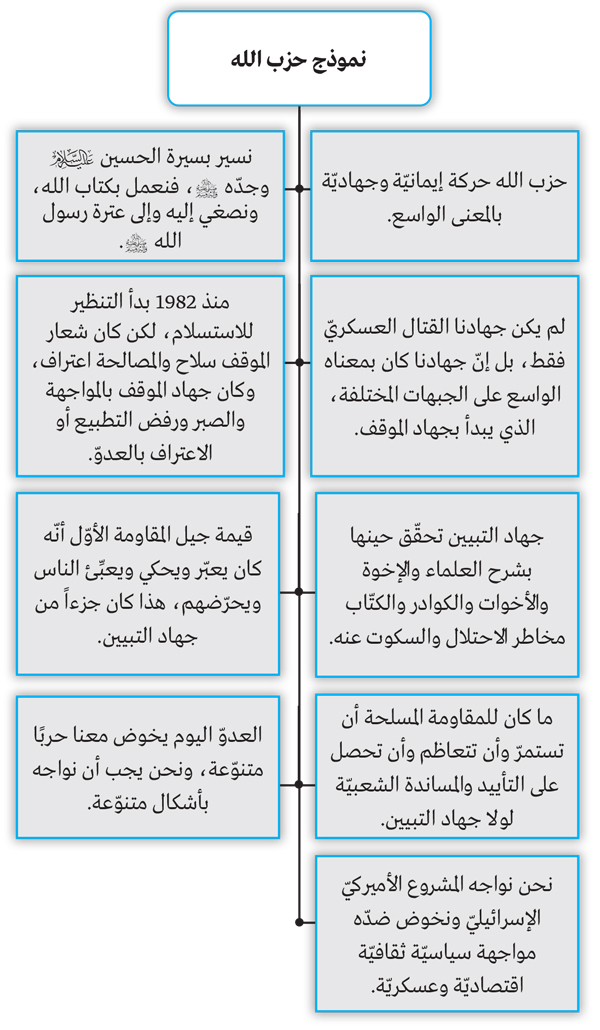 نموذج حزب الله
حزب الله حركة إيمانيّة وجهاديّة
بالمعنى الواسع.
نسير بسيرة الحسين عليه السلام
وجدّه ﷺ، فنعمل بكتاب الله،
ونصغي إليه وإلى عترة رسول
الله ﷺ.
لم يكن جهادنا القتال العسكريّ
فقط، بل إنّ جهادنا كان بمعناه
الواسع على الجبهات المختلفة،
الذي يبدأ بجهاد الموقف.
منذ 1982 بدأ التنظير
للاستسلام، لكن كان شعار
الموقف سلاح والمصالحة اعتراف،
وكان جهاد الموقف بالمواجهة
والصبر ورفض التطبيع أو
الاعتراف بالعدوّ.
جهاد التبيين تحقّق حينها
بشرح العلماء والإخوة
والأخوات والكوادر والكتّاب
مخاطر الاحتلال والسكوت عنه.
قيمة جيل المقاومة الأوّل أنّه
كان يعبّر ويحكي ويعبِّئ الناس
ويحرّضهم، هذا كان جزءاً من
جهاد التبيين.
ما كان للمقاومة المسلحة أن
تستمرّ وأن تتعاظم وأن تحصل
على التأييد والمساندة الشعبيّة
لولا جهاد التبيين.
العدوّ اليوم يخوض معنا حربًا
متنوّعة، ونحن يجب أن نواجه
بأشكال متنوّعة.
نحن نواجه المشروع الأميركيّ
الإسرائيليّ ونخوض ضدّه
مواجهة سياسيّة ثقافيّة
اقتصاديّة وعسكريّة.